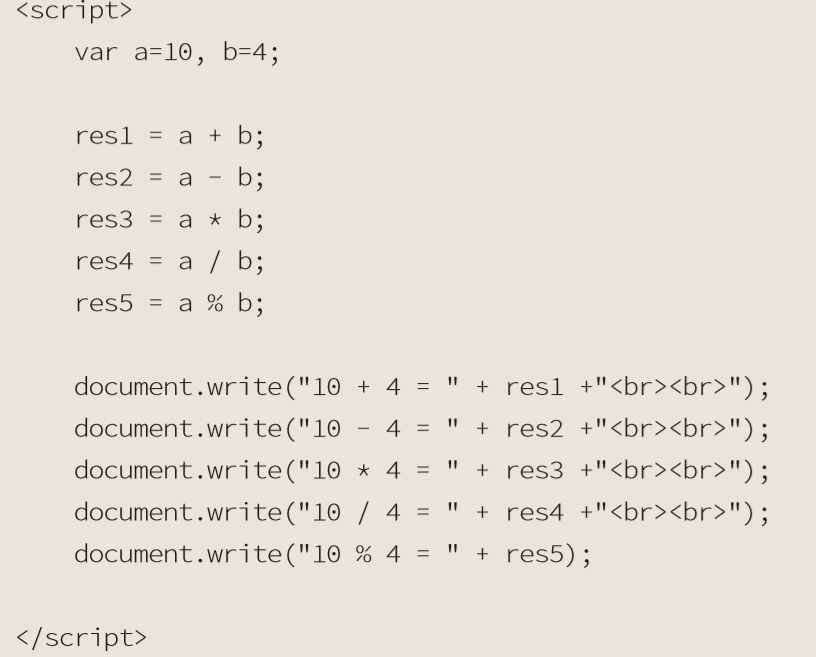 <script>
var a=10, b=4;
res1 = a + b;
res2 = a - b;
res3 = a * b;
res4 = a / b;
res5 = a % b;
document.write("10 + 4 = " + res1 +"<br><br>");
document.write("10 - 4 = " + res2 +"<br><br>");
document.write("10 * 4 = " + res3 +"<br><br>");
document.write("10 / 4 = " + res4 +"<br><br>");
document.write("10 % 4 = " + res5);
</script>